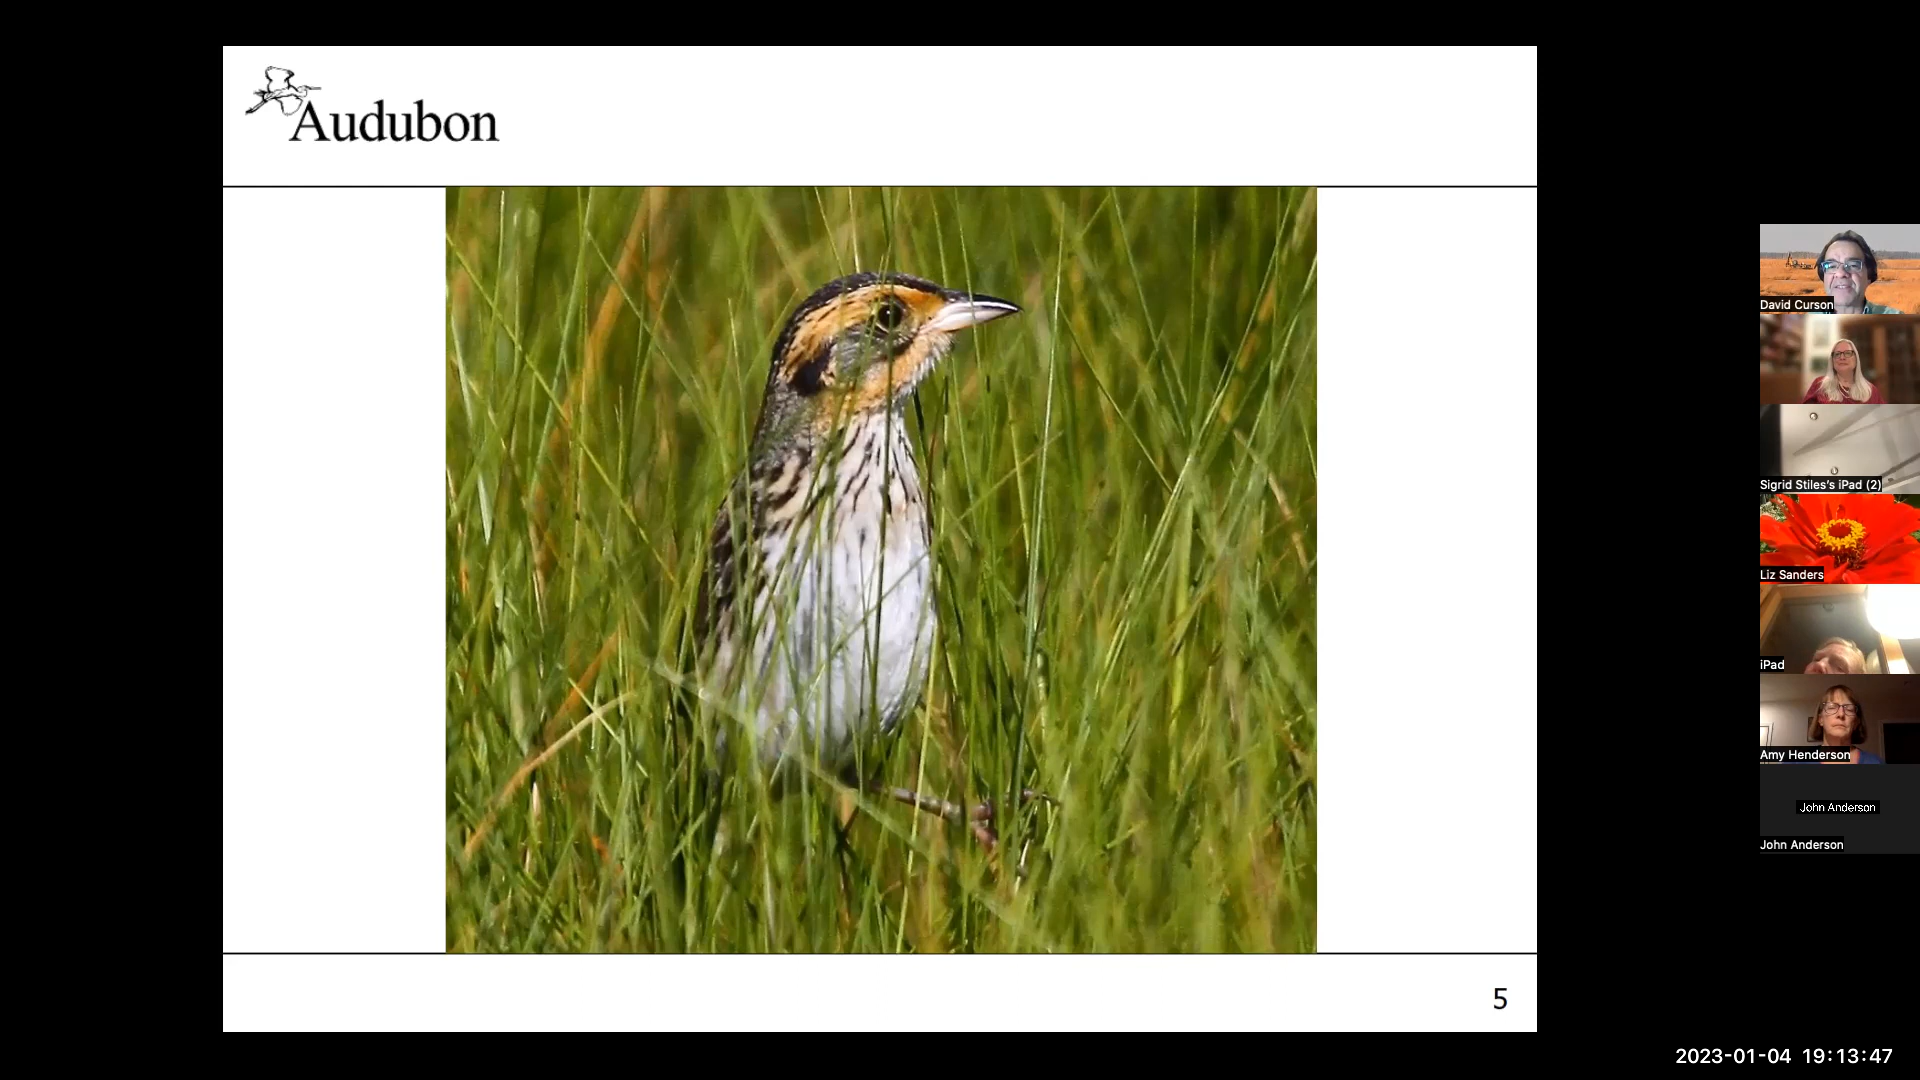 Audubon
David Curson
Sigrid Stiles's iPad (2)
Liz Sanders
iPad
Amy Henderson
John Anderson
John Anderson
5
2023-01-04 19:13:47